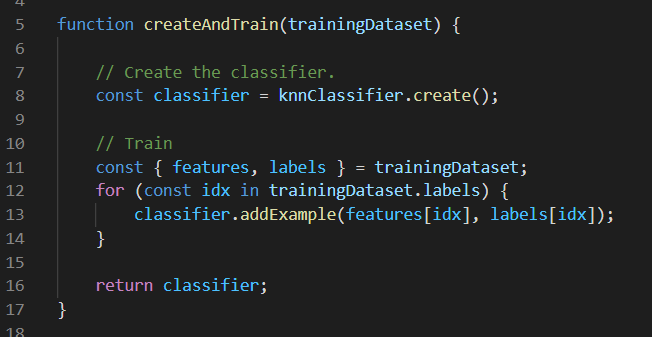 4
5 function createAndTrain(trainingDataset) {
6
7 // Create the classifier.
8 const classifier = knnClassifier.create();
9
10 // Train
11 const { features, labels } = trainingDataset;
12 for (const idx in trainingDataset.labels) {
13 classifier.addExample(features[idx], labels[idx]);
14 }
15
16 return classifier;
17 }
18